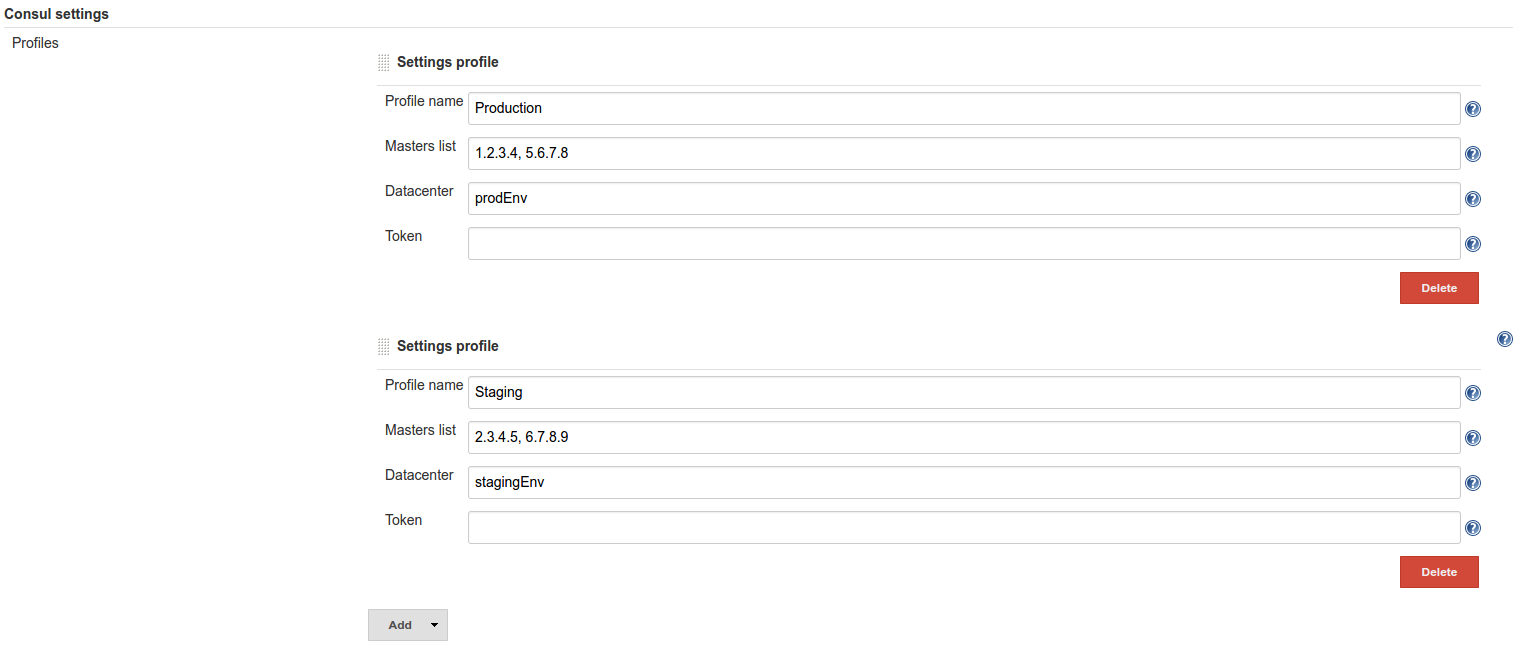 Consul settings
Profiles
Settings profile
Profile name Production
Masters list 1.2.3.4, 5.6.7.8
Datacenter prodEnv
Token
Delete
Settings profile
Profile name Staging
Masters list 2.3.4.5, 6.7.8.9
Datacenter stagingEnv
Token
Delete
Add